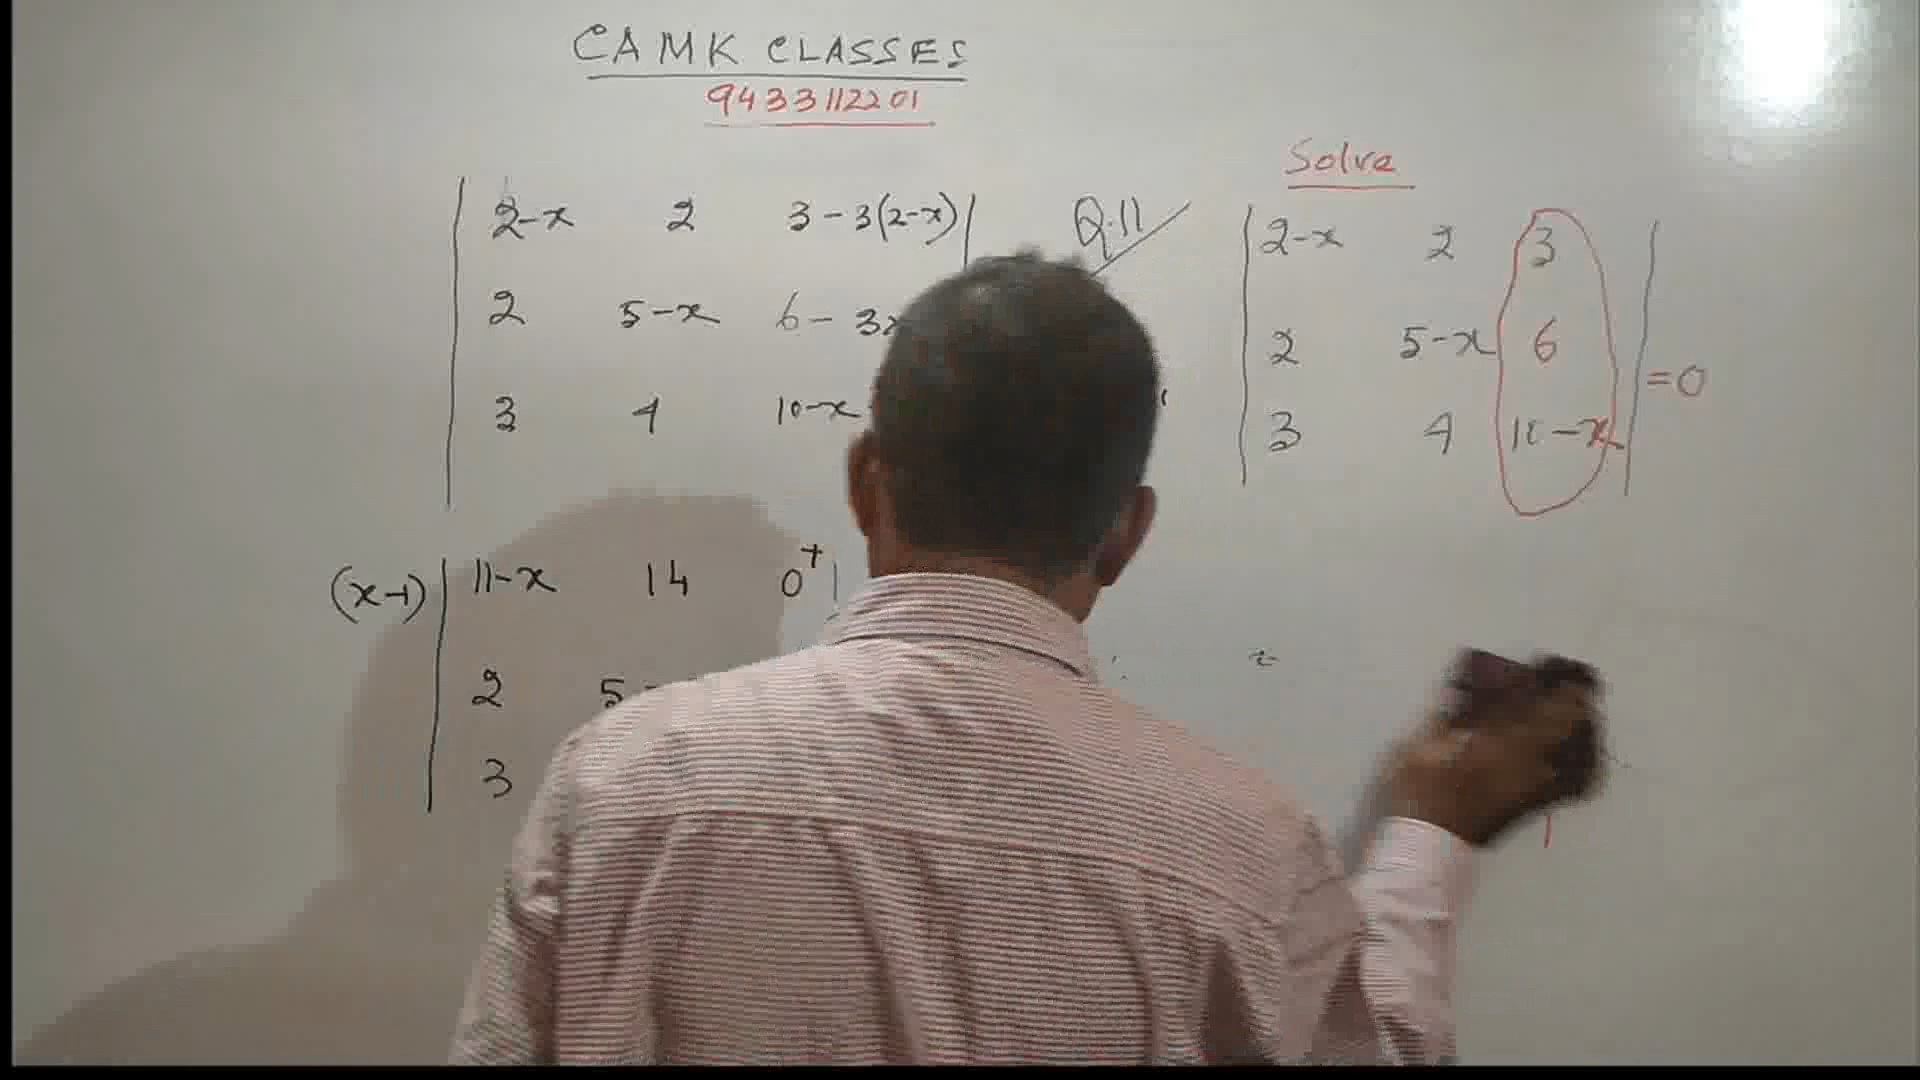 CAMK CLASSES
9433112201
2-x 2 3-3(2-x)
2 5-x 6-3x
3 4 10-x
(x-1) 11-x 14 0+
2 5-
3
Q.11
Solve
2-x 2 3
2 5-x 6
3 4 10-x
=0